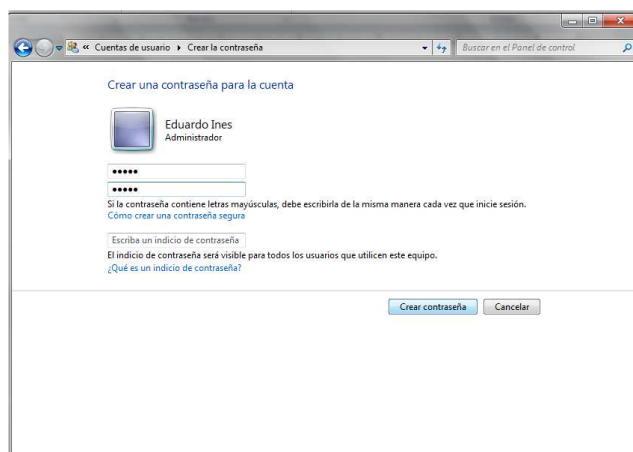 « Cuentas de usuario ▸ Crear la contraseña
Buscar en el Panel de control
Crear una contraseña para la cuenta
Eduardo Ines
Administrador
•••••
•••••
Si la contraseña contiene letras mayúsculas, debe escribirla de la misma manera cada vez que inicie sesión.
Cómo crear una contraseña segura
Escriba un indicio de contraseña
El indicio de contraseña será visible para todos los usuarios que utilicen este equipo.
¿Qué es un indicio de contraseña?
Crear contraseña
Cancelar